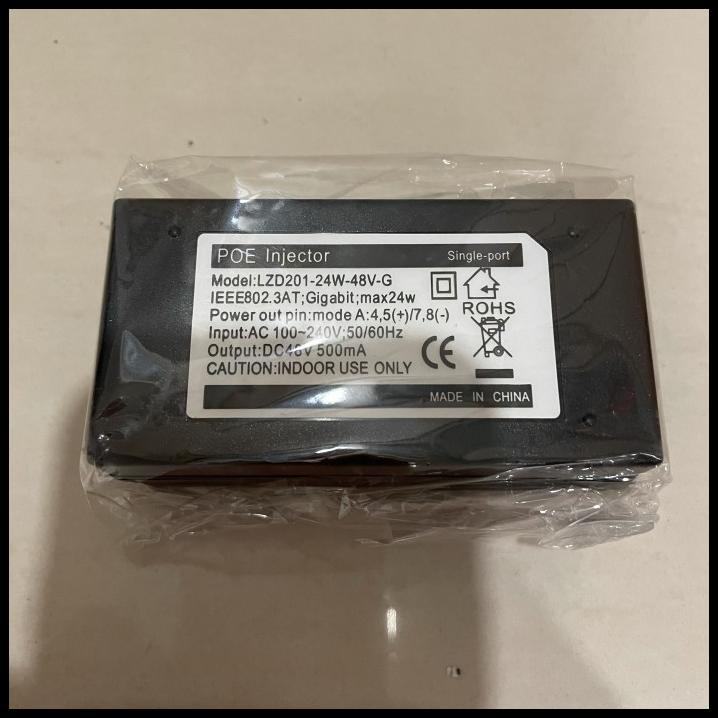 POE Injector Single-port
Model:LZD201-24W-48V-G
IEEE802.3AT;Gigabit;max24w
ROHS
Power out pin:mode A:4,5(+)/7,8(-)
Input:AC 100~240V;50/60Hz
Output:DC48V 500mA
CE
CAUTION:INDOOR USE ONLY
MADE IN CHINA